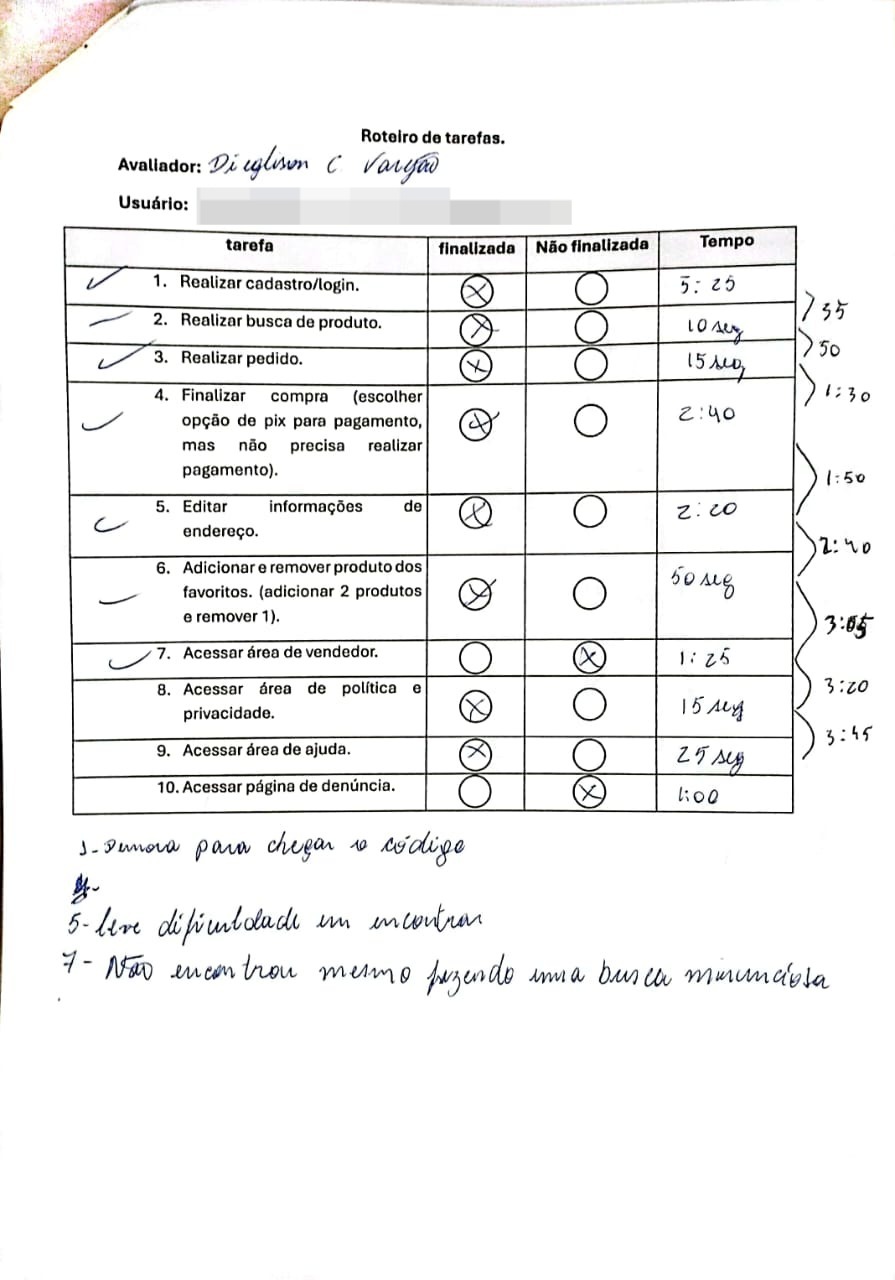 Roteiro de tarefas.
Avaliador: Dieglison C Varejão
Usuário:
tarefa finalizada Não finalizada Tempo
1. Realizar cadastro/login. 5:25
35
2. Realizar busca de produto. 10 seg
50
3. Realizar pedido. 15 seg
1:30
4. Finalizar compra (escolher
opção de pix para pagamento, 2:40
mas não precisa realizar
pagamento).
1:50
5. Editar informações de 2:20
endereço.
2:40
6. Adicionar e remover produto dos 50 seg
favoritos. (adicionar 2 produtos
e remover 1).
3:05
7. Acessar área de vendedor. 1:25
3:20
8. Acessar área de política e
privacidade. 15 seg
3:45
9. Acessar área de ajuda. 25 seg
10. Acessar página de denúncia. 1:00
1- Demora para chegar o código
5- leve dificuldade em encontrar
7- Não encontrou mesmo fazendo uma busca minunciosa